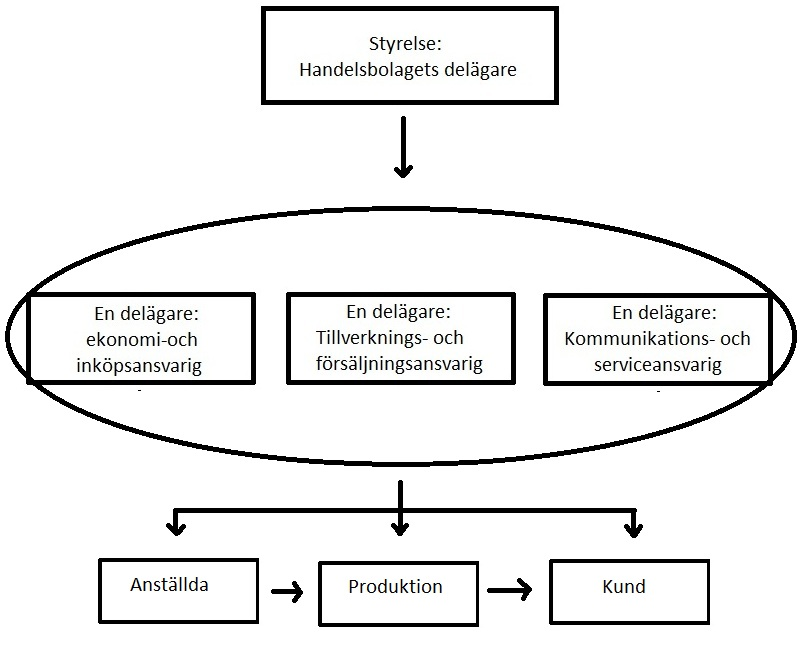 Styrelse:
Handelsbolagets delägare
En delägare:
ekonomi-och
inköpsansvarig
En delägare:
Tillverknings- och
försäljningsansvarig
En delägare:
Kommunikations- och
serviceansvarig
Anställda
Produktion
Kund